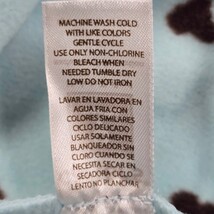 MACHINE WASH COLD
WITH LIKE COLORS
GENTLE CYCLE
USE ONLY NON-CHLORINE
BLEACH WHEN
NEEDED TUMBLE DRY
LOW DO NOT IRON
LAVAR EN LAVADORA EN
AGUA FRIA CON
COLORES SIMILARES
CICLO DELICADO
USAR SOLAMENTE
BLANQUEADOR SIN
CLORO CUANDO SE
NECESITA SECAR EN
SECADORA CICLO
LENTO NO PLANCHAR